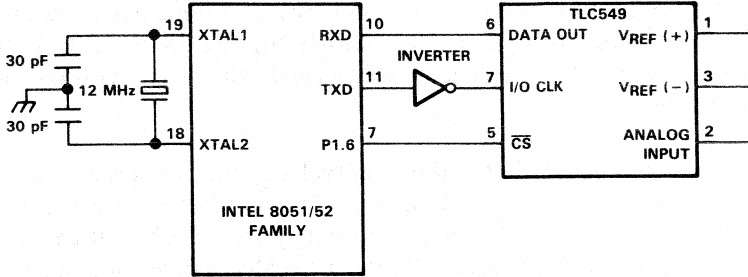 TLC549
19 XTAL1 RXD 10 6 DATA OUT VREF (+) 1
30 pF
INVERTER
12 MHz TXD 11 7 I/O CLK VREF (-) 3
30 pF
18 XTAL2 P1.6 7 5 CS ANALOG INPUT 2
INTEL 8051/52
FAMILY